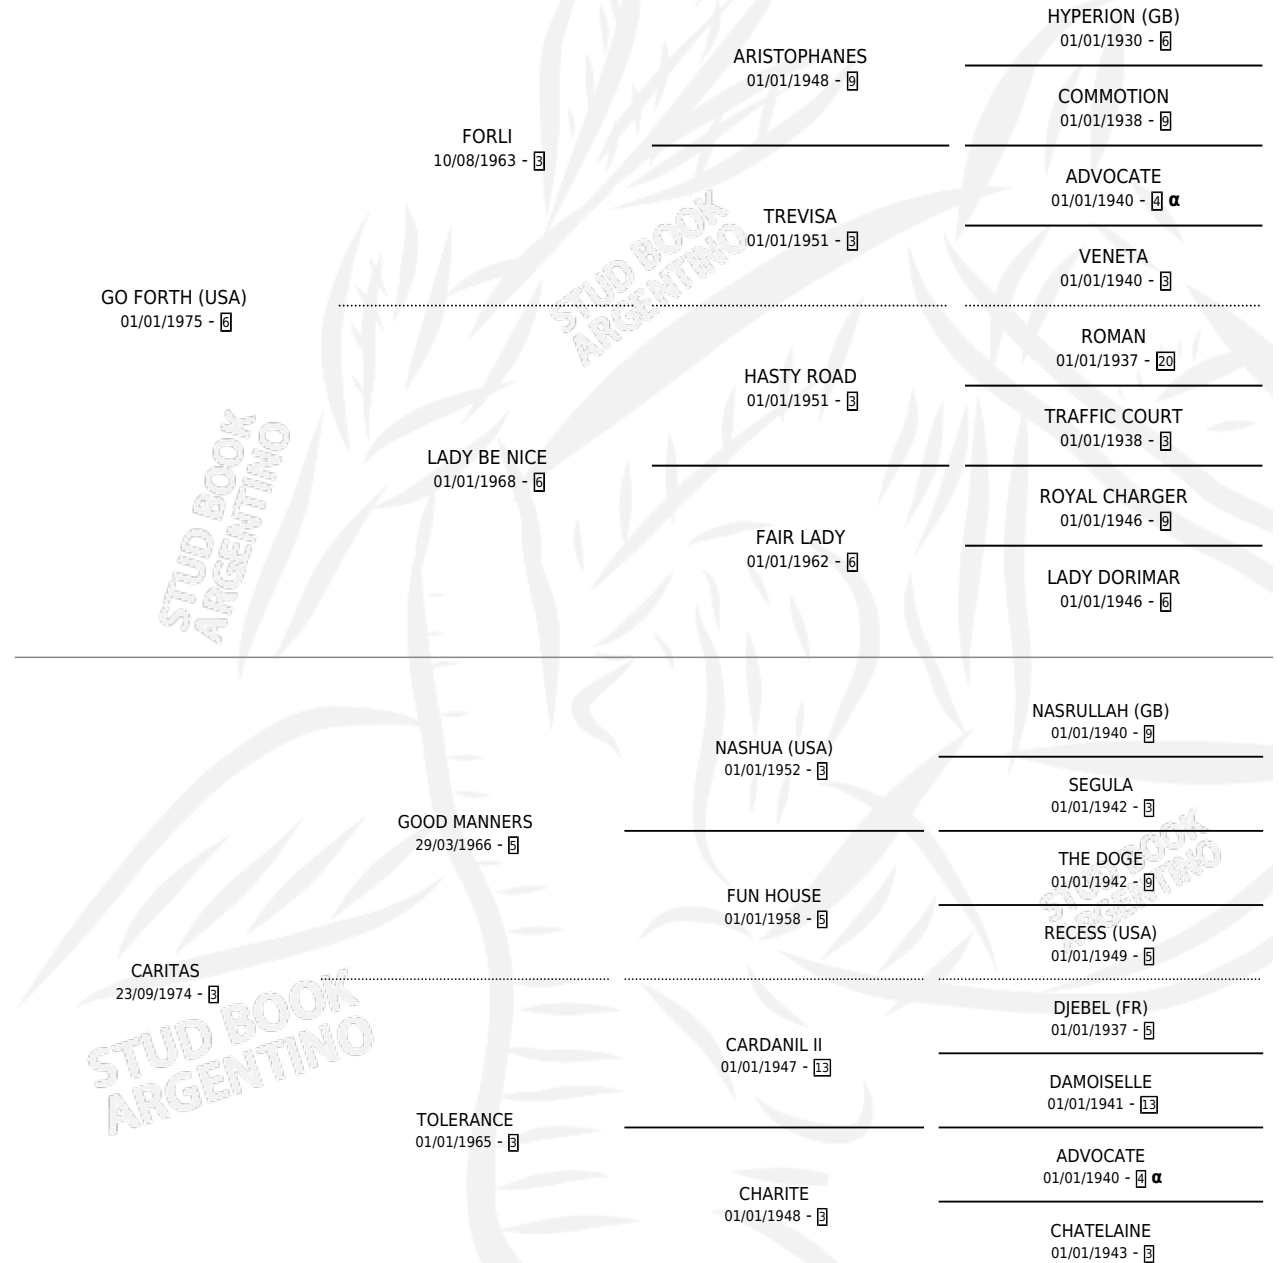 HYPERION (GB)
01/01/1930 - 6
ARISTOPHANES
01/01/1948 - 9
COMMOTION
01/01/1938 - 9
FORLI
10/08/1963 - 3
ADVOCATE
01/01/1940 - 4 α
TREVISA
01/01/1951 - 3
VENETA
01/01/1940 - 3
GO FORTH (USA)
01/01/1975 - 6
ROMAN
01/01/1937 - 20
HASTY ROAD
01/01/1951 - 3
TRAFFIC COURT
01/01/1938 - 3
LADY BE NICE
01/01/1968 - 6
ROYAL CHARGER
01/01/1946 - 9
FAIR LADY
01/01/1962 - 6
LADY DORIMAR
01/01/1946 - 6
NASRULLAH (GB)
01/01/1940 - 9
NASHUA (USA)
01/01/1952 - 3
SEGULA
01/01/1942 - 3
GOOD MANNERS
29/03/1966 - 5
THE DOGE
01/01/1942 - 9
FUN HOUSE
01/01/1958 - 5
RECESS (USA)
01/01/1949 - 5
CARITAS
23/09/1974 - 3
DJEBEL (FR)
01/01/1937 - 5
CARDANIL II
01/01/1947 - 13
DAMOISELLE
01/01/1941 - 13
TOLERANCE
01/01/1965 - 3
ADVOCATE
01/01/1940 - 4 α
CHARITE
01/01/1948 - 3
CHATELAINE
01/01/1943 - 3
STUD BOOK
ARGENTINO
STUD BOOK
ARGENTINO
STUD BOOK
ARGENTINO
STUD BOOK
ARGENTINO